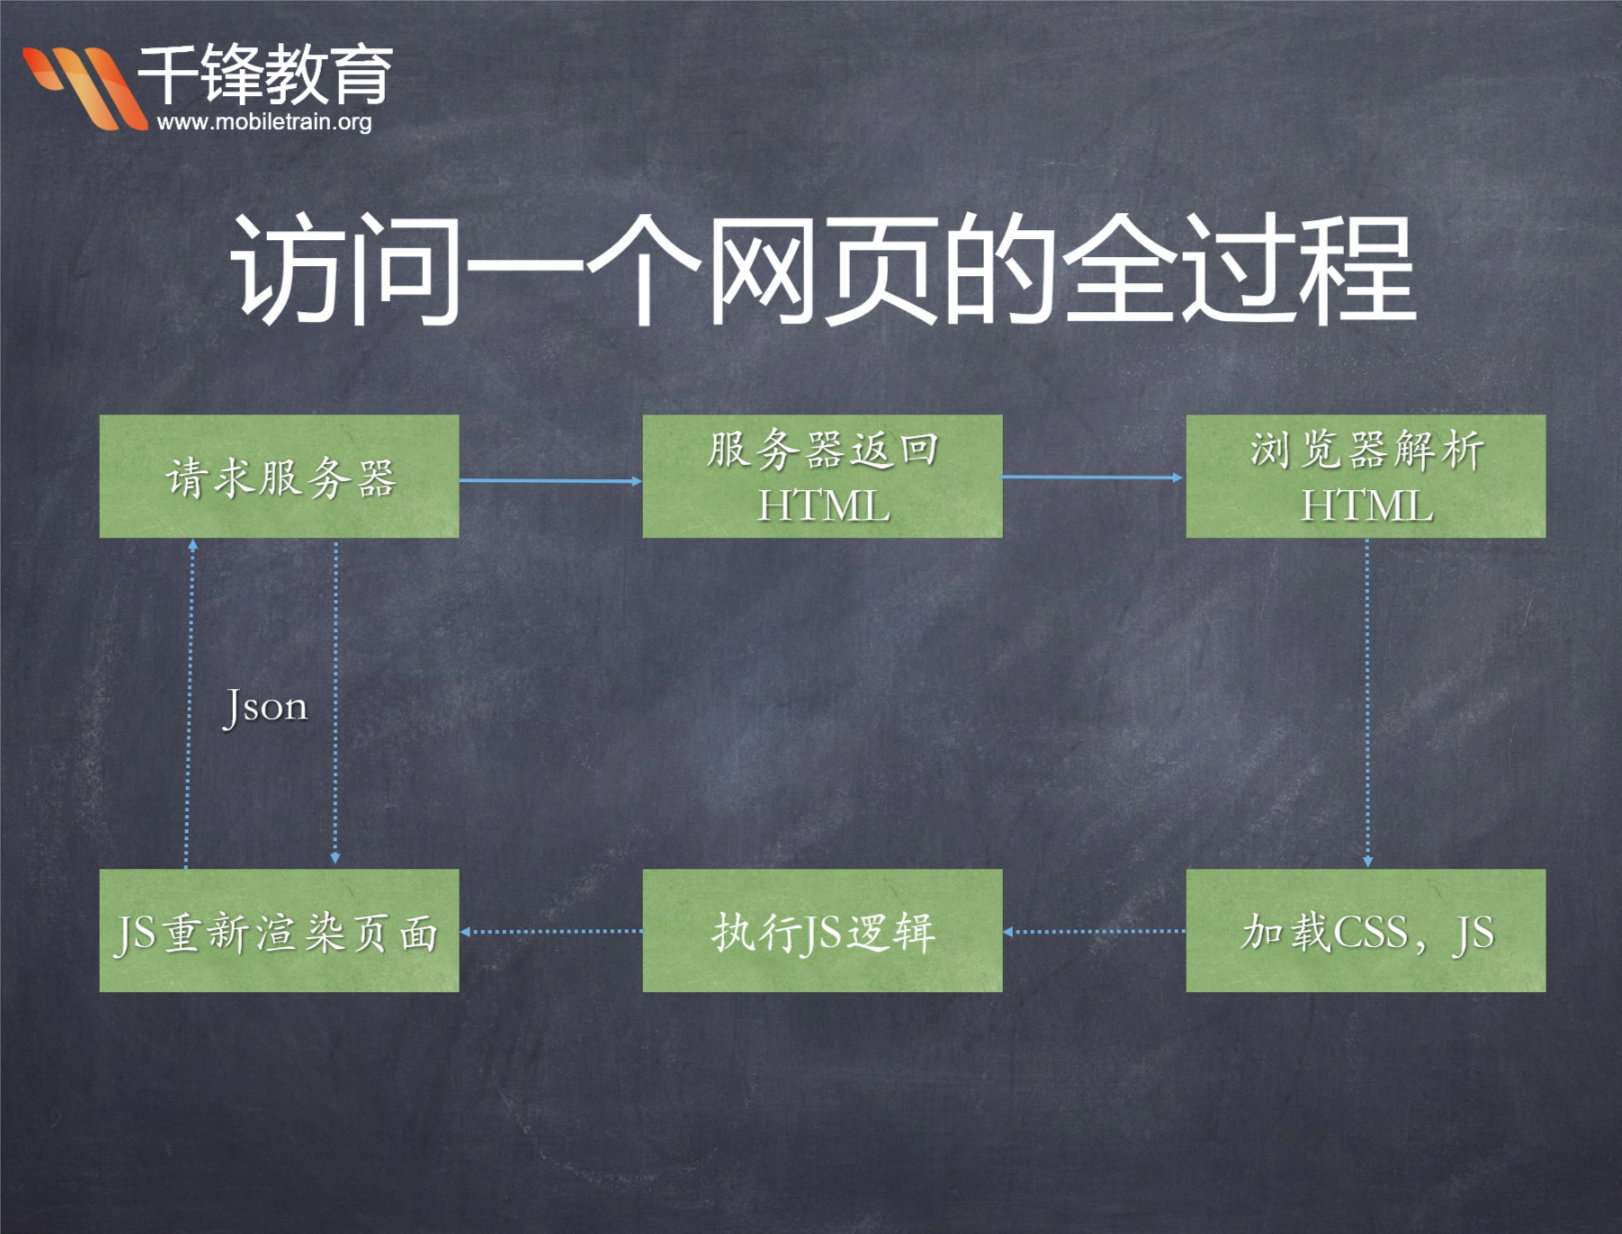 千锋教育
www.mobiletrain.org
访问一个网页的全过程
请求服务器
服务器返回
HTML
浏览器解析
HTML
Json
JS重新渲染页面
执行JS逻辑
加载CSS，JS